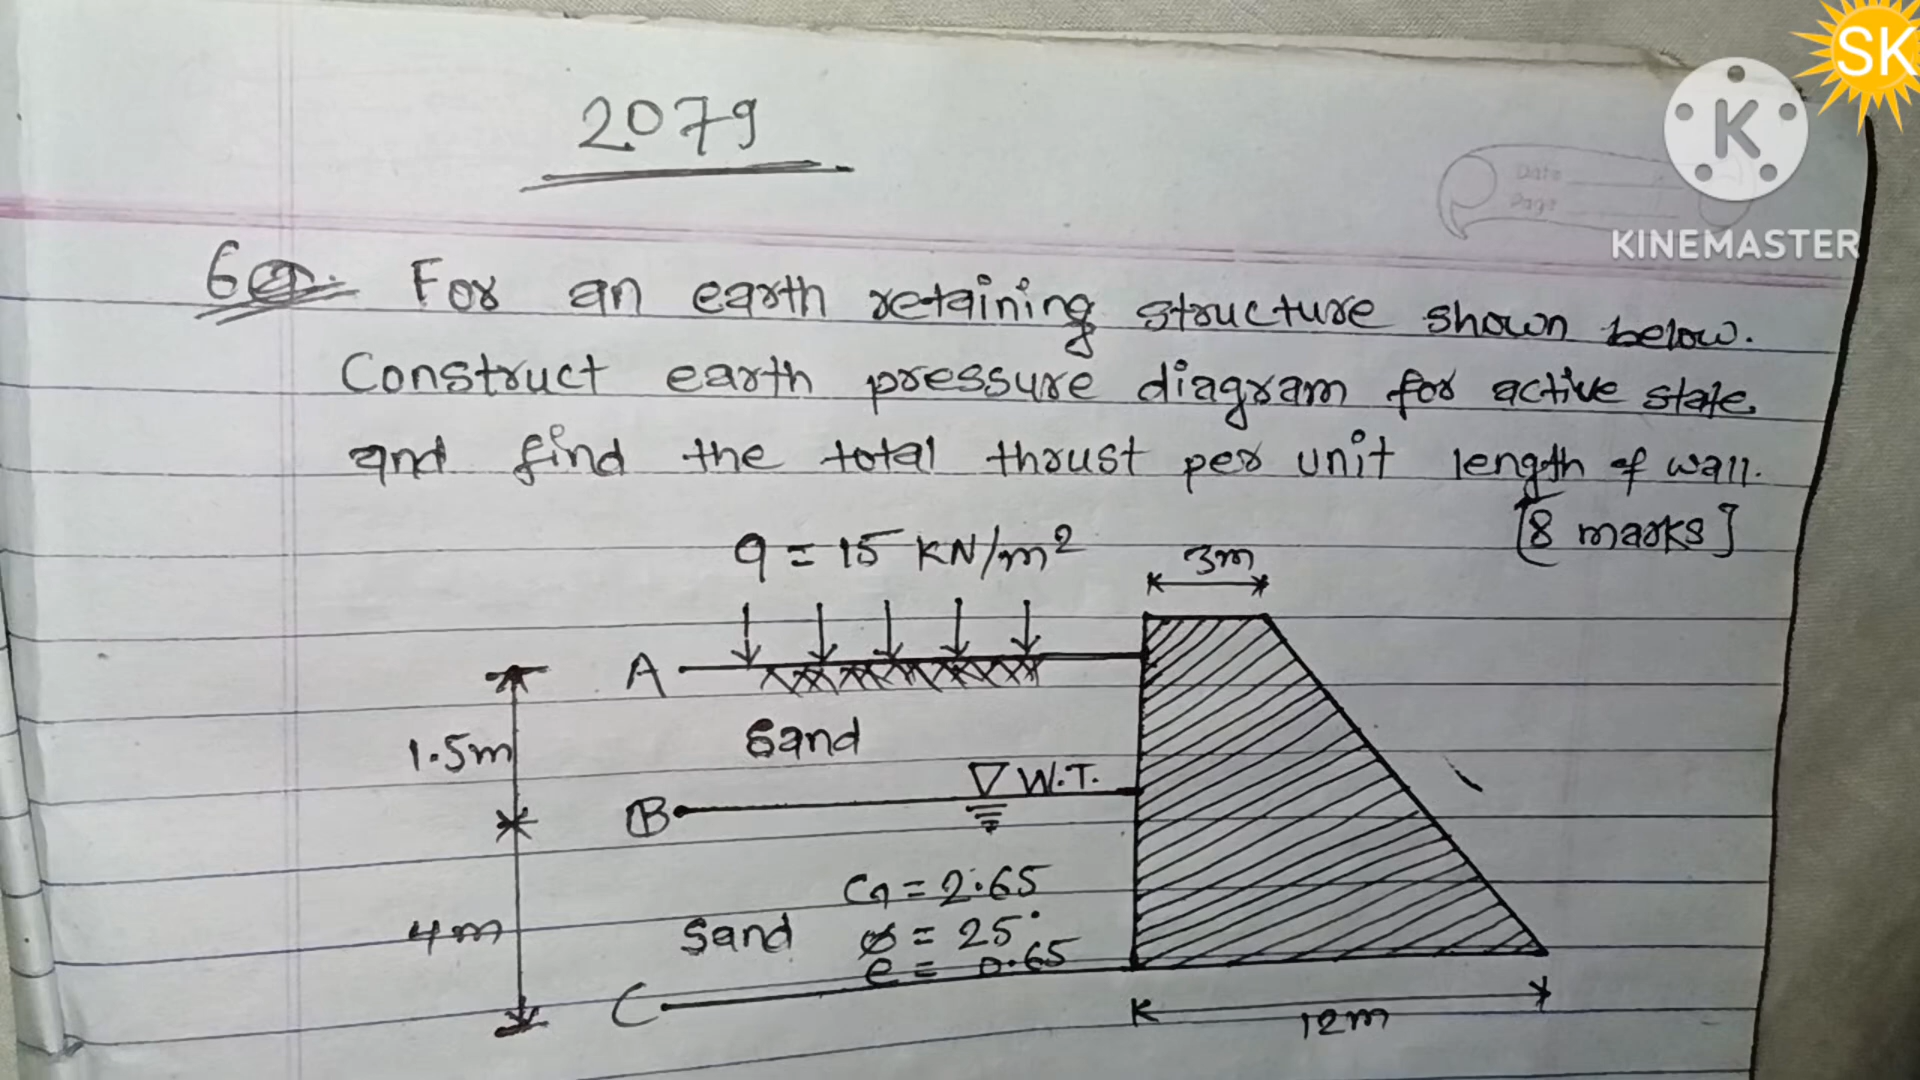 SK
K
KINEMASTER
Date
Page
2079
6a. For an earth retaining structure shown below.
Construct earth pressure diagram for active state
and find the total thrust per unit length of wall.
[8 marks]
q = 15 KN/m²
3m
A
Sand
1.5m
W.T.
B
G = 2.65
4m
Sand
ø = 25°
e = 0.65
C
12m